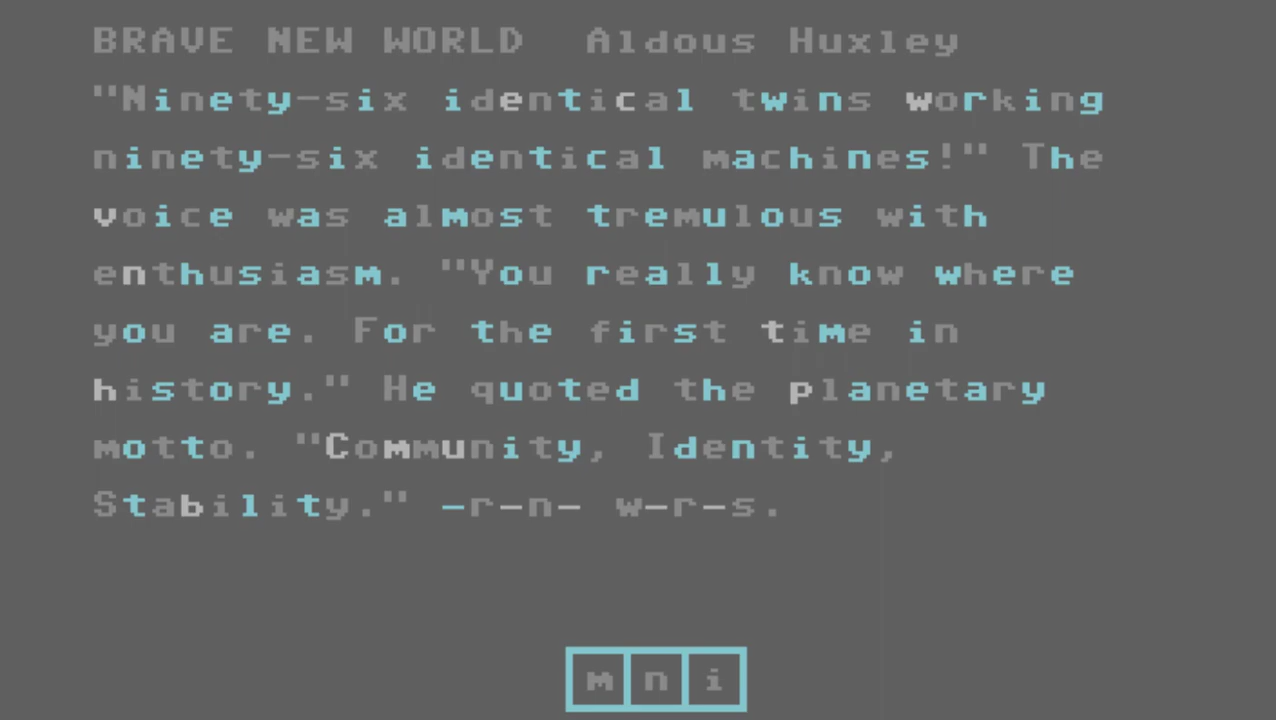 BRAVE NEW WORLD Aldous Huxley
"Ninety-six identical twins working
ninety-six identical machines!" The
voice was almost tremulous with
enthusiasm. "You really know where
you are. For the first time in
history." He quoted the planetary
motto. "Community, Identity,
Stability." -r-n- w-r-s.
m n i